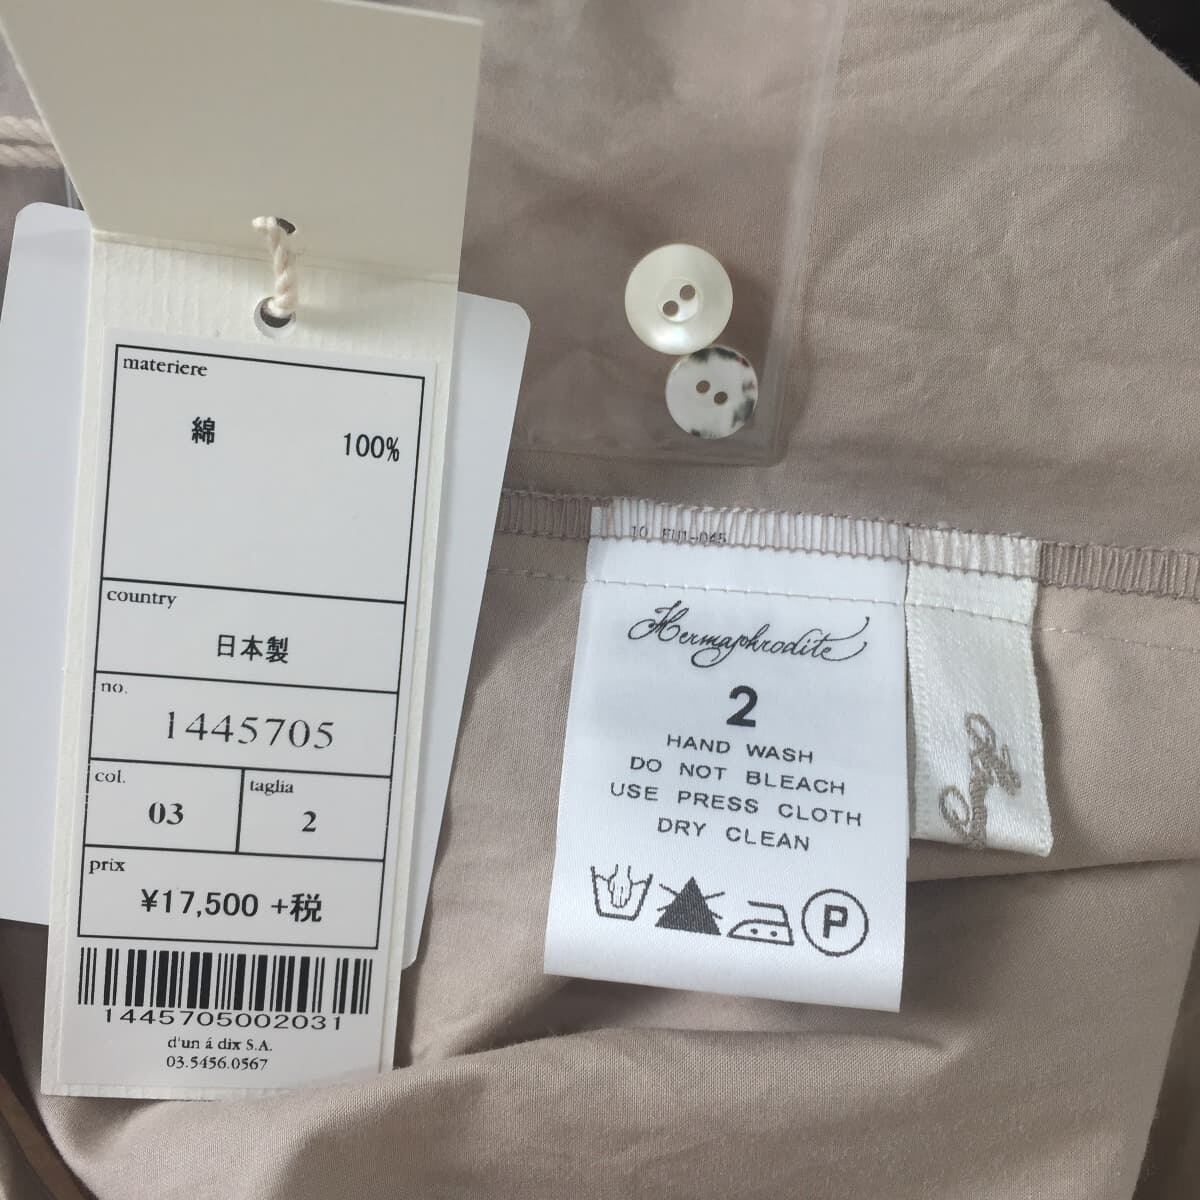 materiere
綿 100%
country
日本製
no.
1445705
col.
03
taglia
2
prix
¥17,500 +税
1445705002031
d'un á dix S.A.
03.5456.0567
Hermaphrodite
2
HAND WASH
DO NOT BLEACH
USE PRESS CLOTH
DRY CLEAN
P